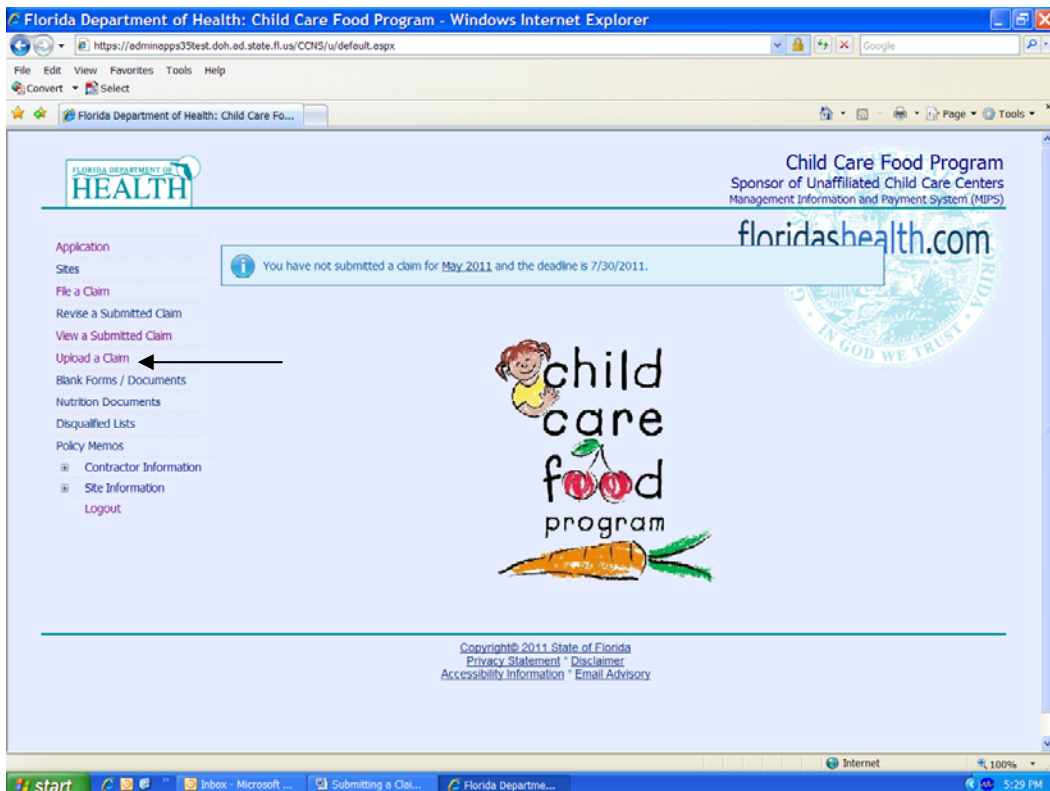 Florida Department of Health: Child Care Food Program - Windows Internet Explorer
https://adminapps35test.doh.ad.state.fl.us/CCNS/u/default.aspx
Google
File Edit View Favorites Tools Help
Convert Select
Florida Department of Health: Child Care Fo...
Page Tools
FLORIDA DEPARTMENT OF
HEALTH
Child Care Food Program
Sponsor of Unaffiliated Child Care Centers
Management Information and Payment System (MIPS)
floridashealth.com
You have not submitted a claim for May 2011 and the deadline is 7/30/2011.
Application
Sites
File a Claim
Revise a Submitted Claim
View a Submitted Claim
Upload a Claim
Blank Forms / Documents
Nutrition Documents
Disqualified Lists
Policy Memos
Contractor Information
Site Information
Logout
IN GOD WE TRUST
child
care
food
program
Copyright© 2011 State of Florida
Privacy Statement * Disclaimer
Accessibility Information * Email Advisory
Internet
100%
start
Inbox - Microsoft ...
Submitting a Clai...
Florida Departme...
5:29 PM